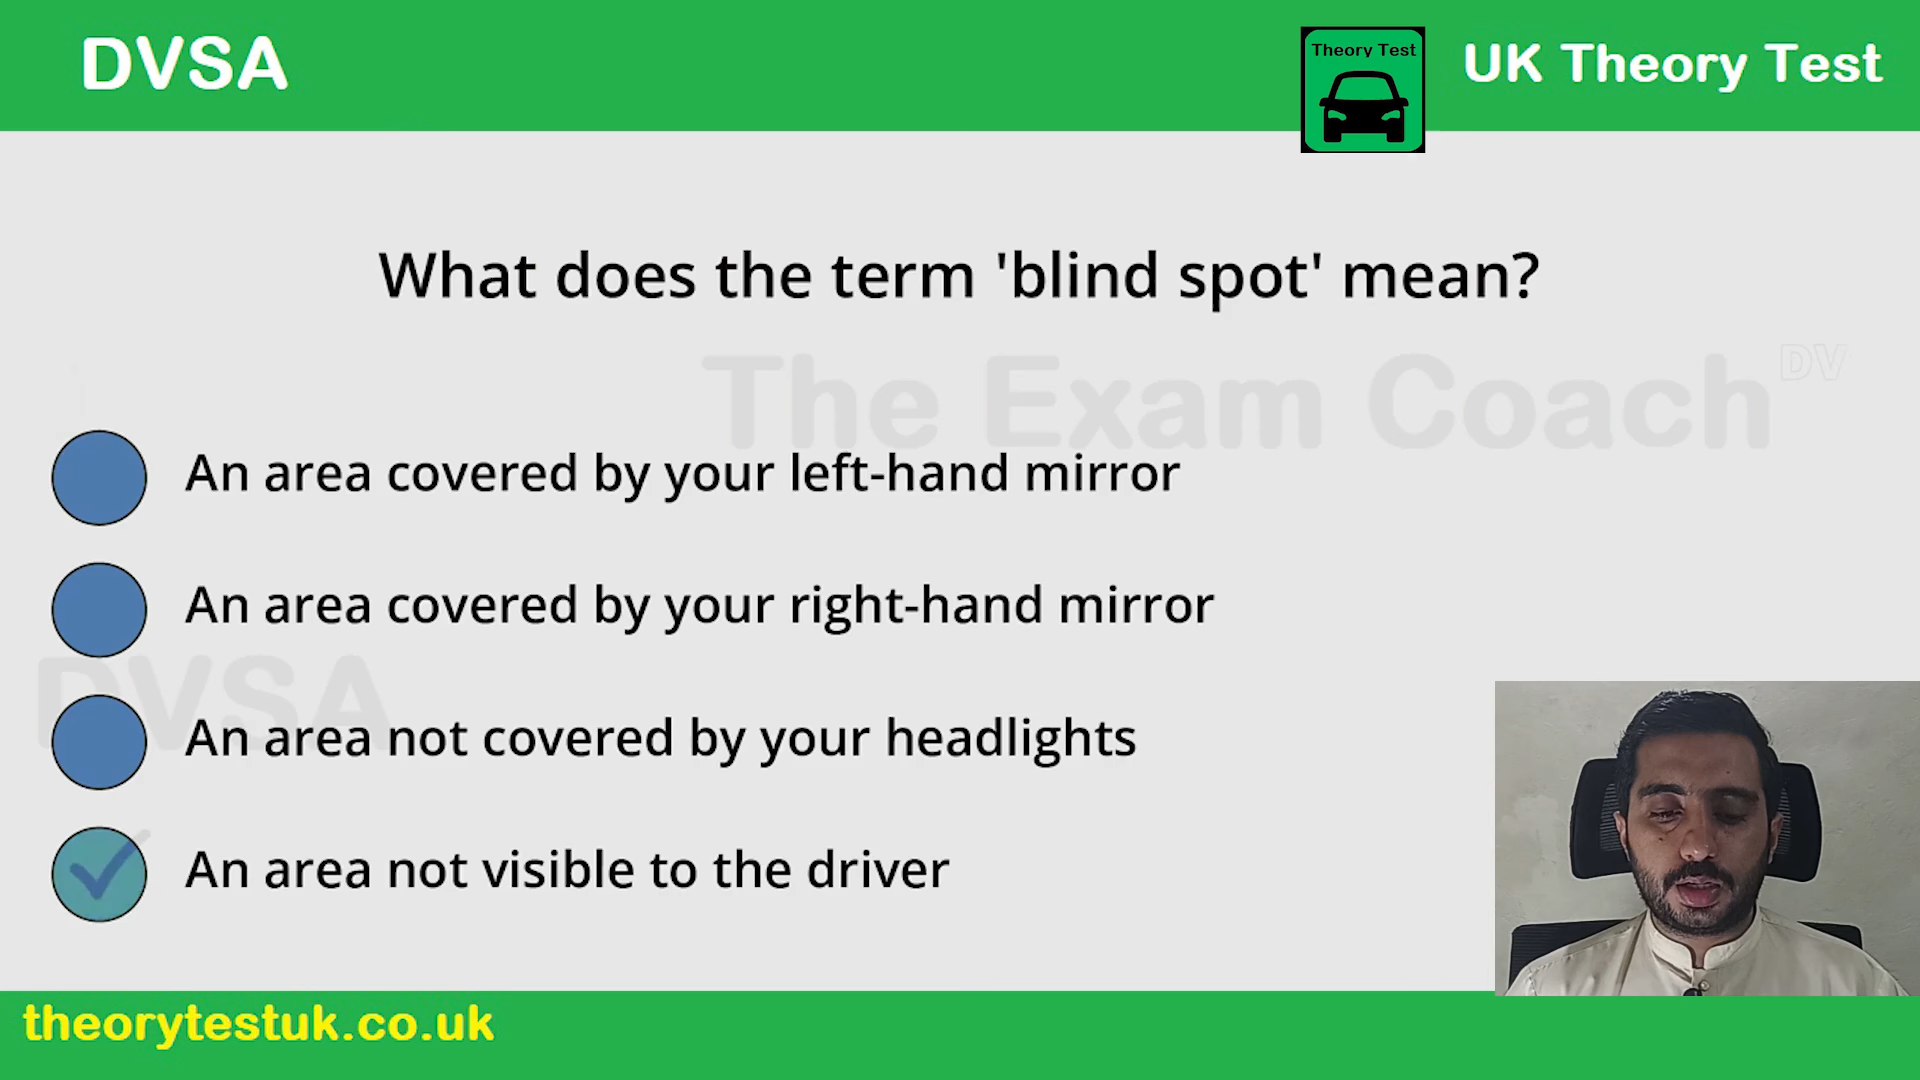 DVSA
Theory Test
UK Theory Test
What does the term 'blind spot' mean?
The Exam Coach
DV
An area covered by your left-hand mirror
An area covered by your right-hand mirror
DVSA
An area not covered by your headlights
An area not visible to the driver
theorytestuk.co.uk